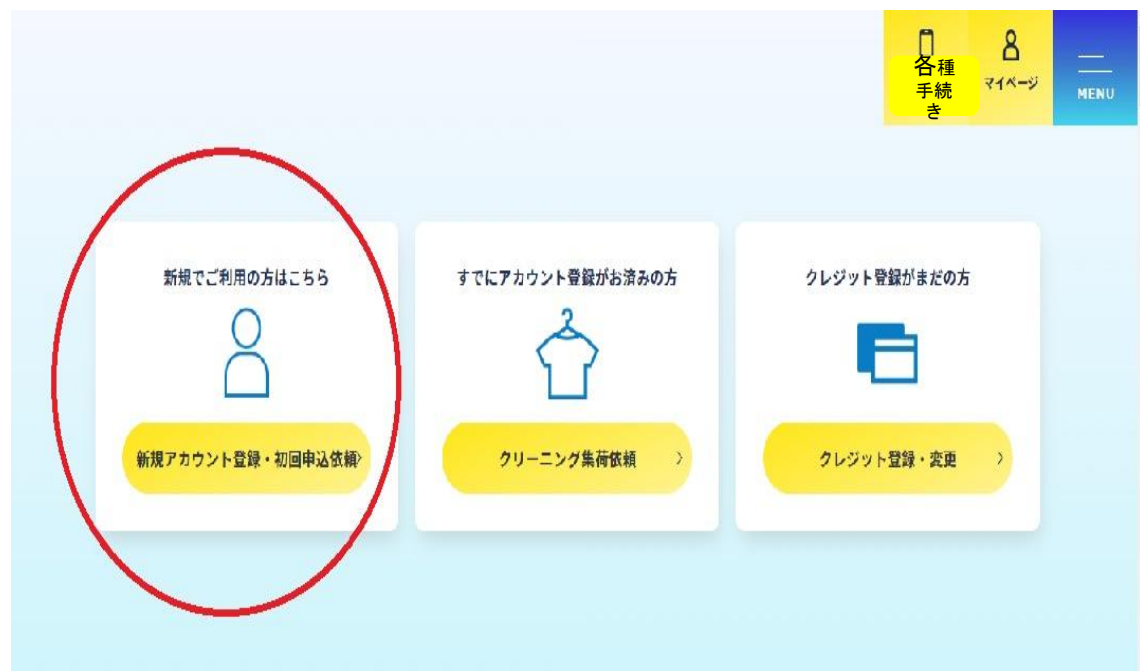 各種
手続
き
マイページ
MENU
新規でご利用の方はこちら
新規アカウント登録・初回申込依頼
すでにアカウント登録がお済みの方
クリーニング集荷依頼
クレジット登録がまだの方
クレジット登録・変更